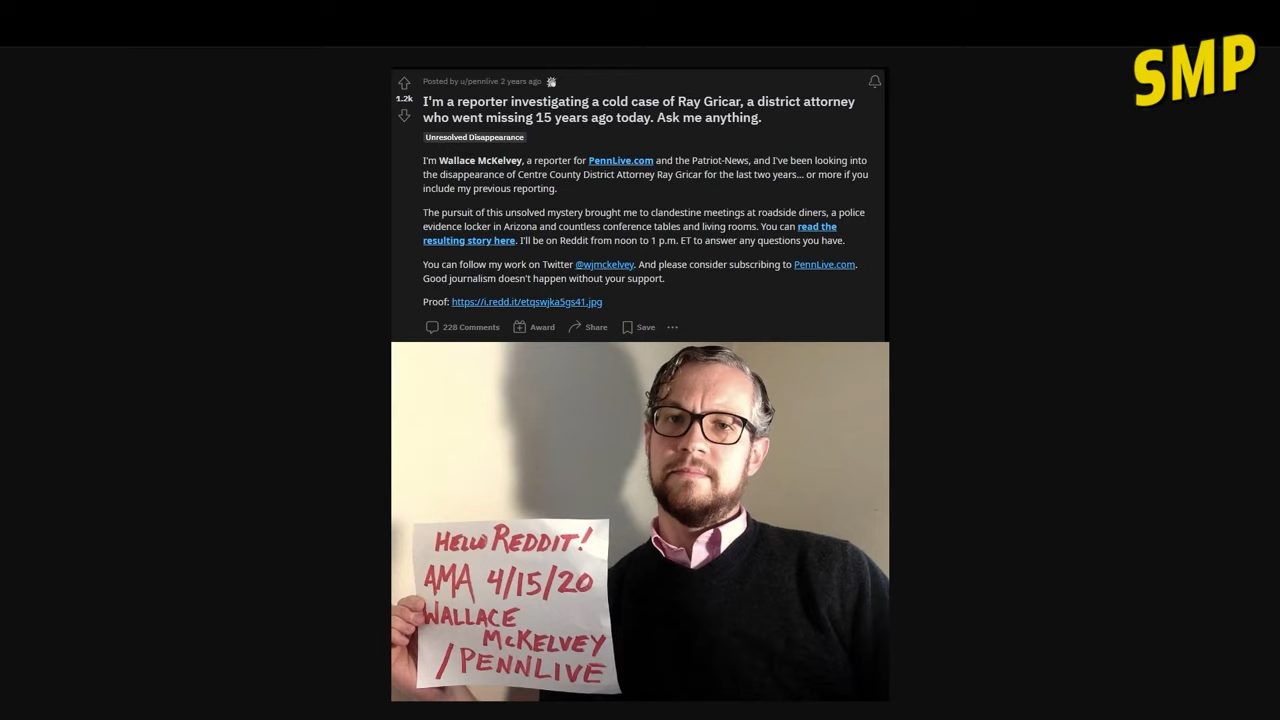 SMP
Posted by u/pennlive 2 years ago
1.2k
I'm a reporter investigating a cold case of Ray Gricar, a district attorney
who went missing 15 years ago today. Ask me anything.
Unresolved Disappearance
I'm Wallace McKelvey, a reporter for PennLive.com and the Patriot-News, and I've been looking into
the disappearance of Centre County District Attorney Ray Gricar for the last two years... or more if you
include my previous reporting.
The pursuit of this unsolved mystery brought me to clandestine meetings at roadside diners, a police
evidence locker in Arizona and countless conference tables and living rooms. You can read the
resulting story here. I'll be on Reddit from noon to 1 p.m. ET to answer any questions you have.
You can follow my work on Twitter @wjmckelvey. And please consider subscribing to PennLive.com.
Good journalism doesn't happen without your support.
Proof: https://i.redd.it/etqswjka5gs41.jpg
228 Comments Award Share Save ...
HELLO REDDIT!
AMA 4/15/20
WALLACE
McKELVEY
/PENNLIVE